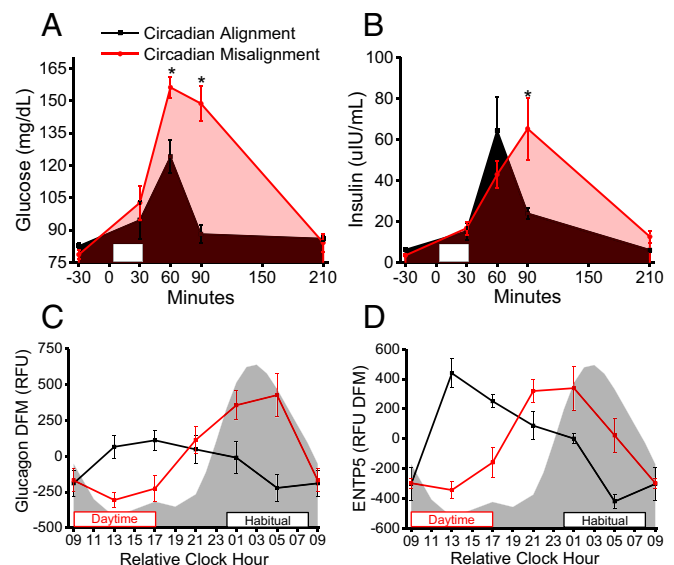 A
Circadian Alignment
Circadian Misalignment
Glucose (mg/dL)
165
150
135
120
105
90
75
* *
-30 0 30 60 90 150 210
Minutes
B
Insulin (uIU/mL)
100
80
60
40
20
0
*
-30 0 30 60 90 150 210
Minutes
C
Glucagon DFM (RFU)
750
500
250
0
-250
-500
Daytime
Habitual
09 11 13 15 17 19 21 23 01 03 05 07 09
Relative Clock Hour
D
ENTP5 (RFU DFM)
600
400
200
0
-200
-400
-600
Daytime
Habitual
09 11 13 15 17 19 21 23 01 03 05 07 09
Relative Clock Hour